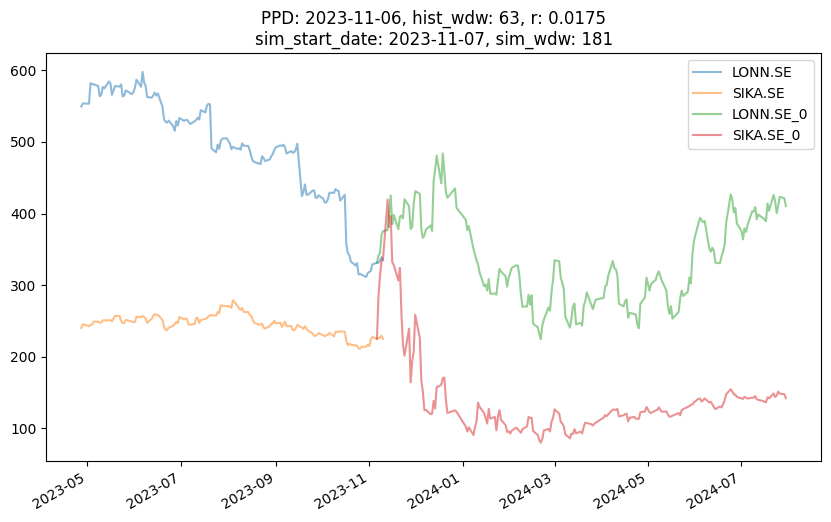 PPD: 2023-11-06, hist_wdw: 63, r: 0.0175
sim_start_date: 2023-11-07, sim_wdw: 181
600
500
400
300
200
100
LONN.SE
SIKA.SE
LONN.SE_0
SIKA.SE_0
2023-05
2023-07
2023-09
2023-11
2024-01
2024-03
2024-05
2024-07